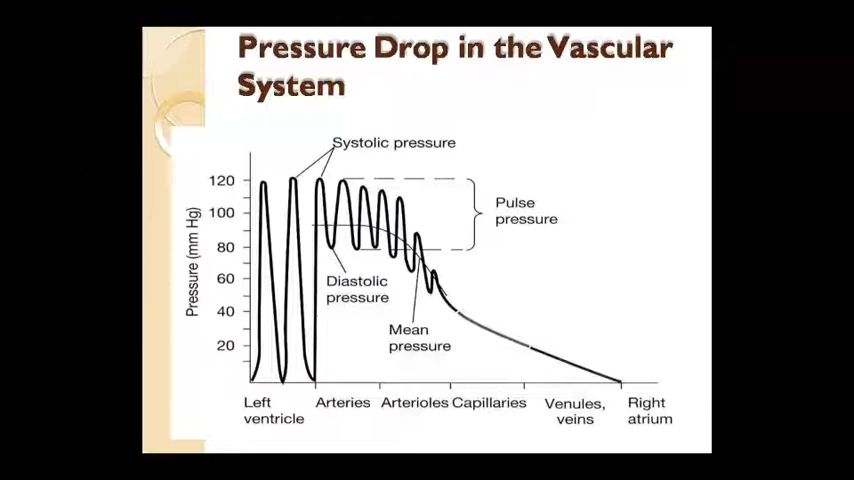 Pressure Drop in the Vascular
System
Systolic pressure
120
100
80
60
40
20
Pressure (mm Hg)
Pulse
pressure
Diastolic
pressure
Mean
pressure
Left
ventricle
Arteries
Arterioles
Capillaries
Venules,
veins
Right
atrium